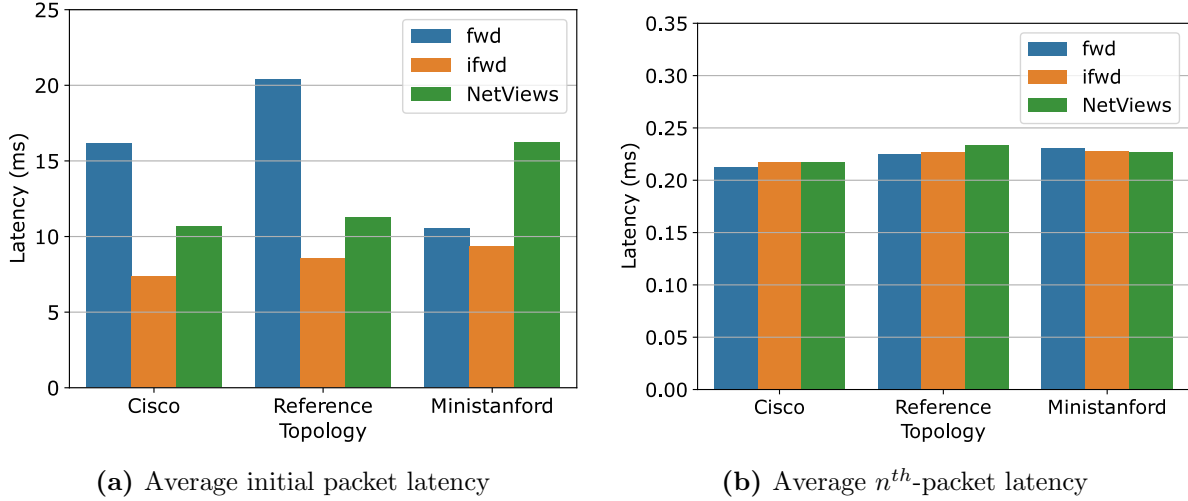 25
20
15
10
5
0
Latency (ms)
fwd
ifwd
NetViews
Cisco
Reference
Ministanford
Topology
(a) Average initial packet latency
0.35
0.30
0.25
0.20
0.15
0.10
0.05
0.00
Latency (ms)
fwd
ifwd
NetViews
Cisco
Reference
Ministanford
Topology
(b) Average nth-packet latency